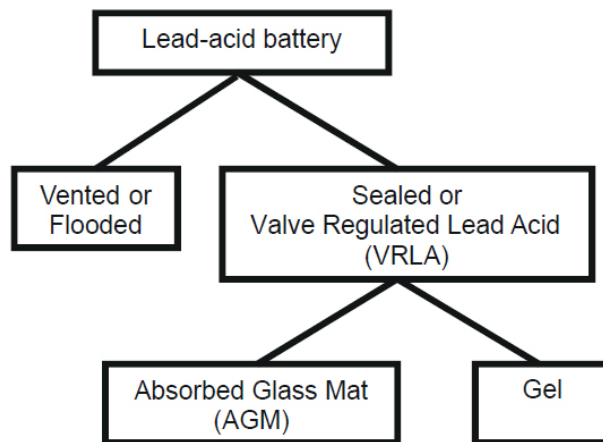 Lead-acid battery
Vented or
Flooded
Sealed or
Valve Regulated Lead Acid
(VRLA)
Absorbed Glass Mat
(AGM)
Gel